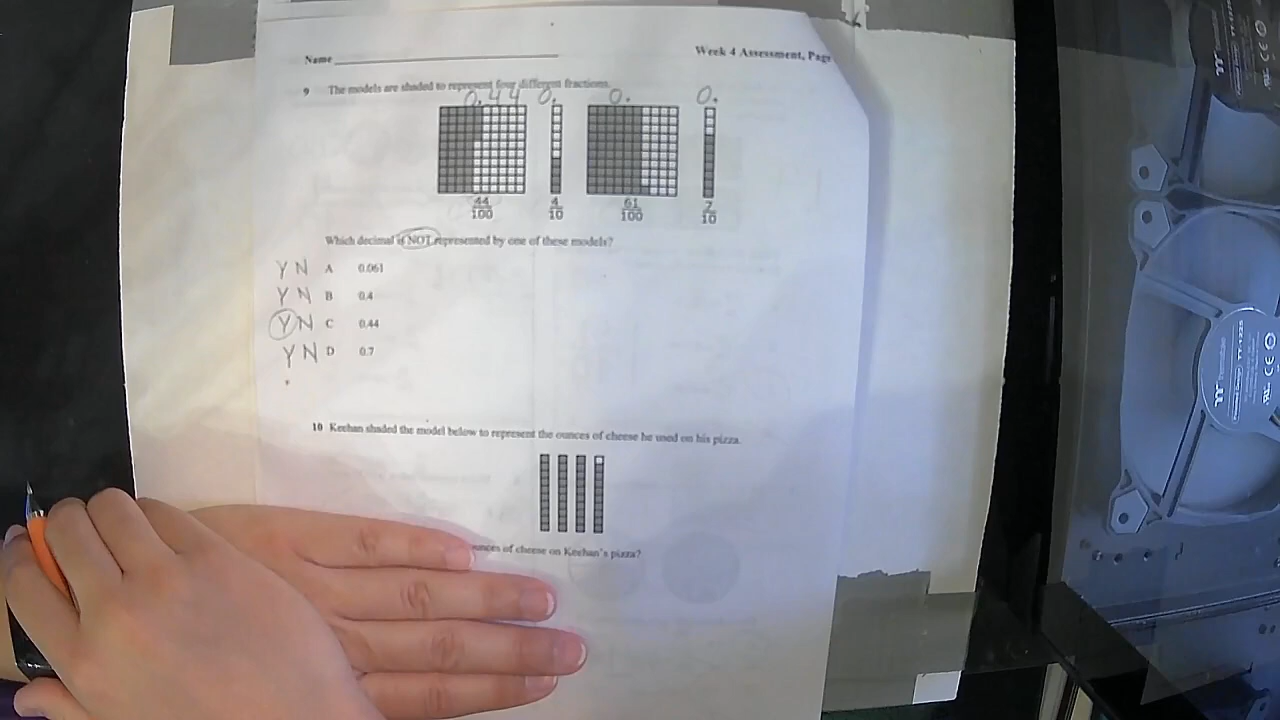 Name
Week 4 Assessment, Page
9 The models are shaded to represent four different fractions.
0.44 0. 0. 0.
44/100 4/10 61/100 7/10
Which decimal is NOT represented by one of these models?
Y N A 0.061
Y N B 0.4
Y N C 0.44
Y N D 0.7
10 Keehan shaded the model below to represent the ounces of cheese he used on his pizza.
ounces of cheese on Keehan's pizza?